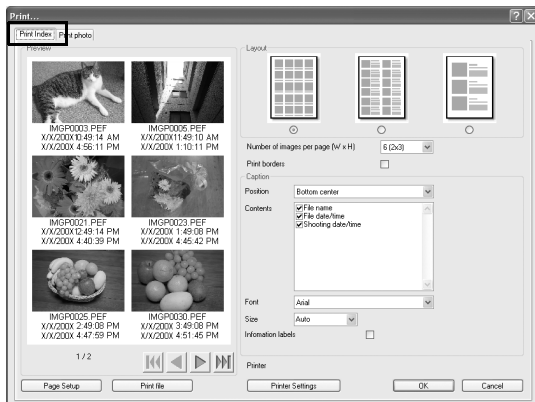 Print...
Print Index
Print photo
Preview
IMGP0003.PEF
X/X/200X10:49:14 AM
X/X/200X 4:56:11 PM
IMGP0005.PEF
X/X/200X11:49:10 AM
X/X/200X 1:10:11 PM
IMGP0021.PEF
X/X/200X12:49:14 PM
X/X/200X 4:40:39 PM
IMGP0023.PEF
X/X/200X 1:49:08 PM
X/X/200X 4:45:42 PM
IMGP0025.PEF
X/X/200X 2:49:08 PM
X/X/200X 4:47:59 PM
IMGP0030.PEF
X/X/200X 3:49:08 PM
X/X/200X 4:51:45 PM
1/2
Page Setup
Print file
Layout
Number of images per page (W x H)
6 (2x3)
Print borders
Caption
Position
Bottom center
Contents
File name
File date/time
Shooting date/time
Font
Arial
Size
Auto
Infomation labels
Printer
Printer Settings
OK
Cancel